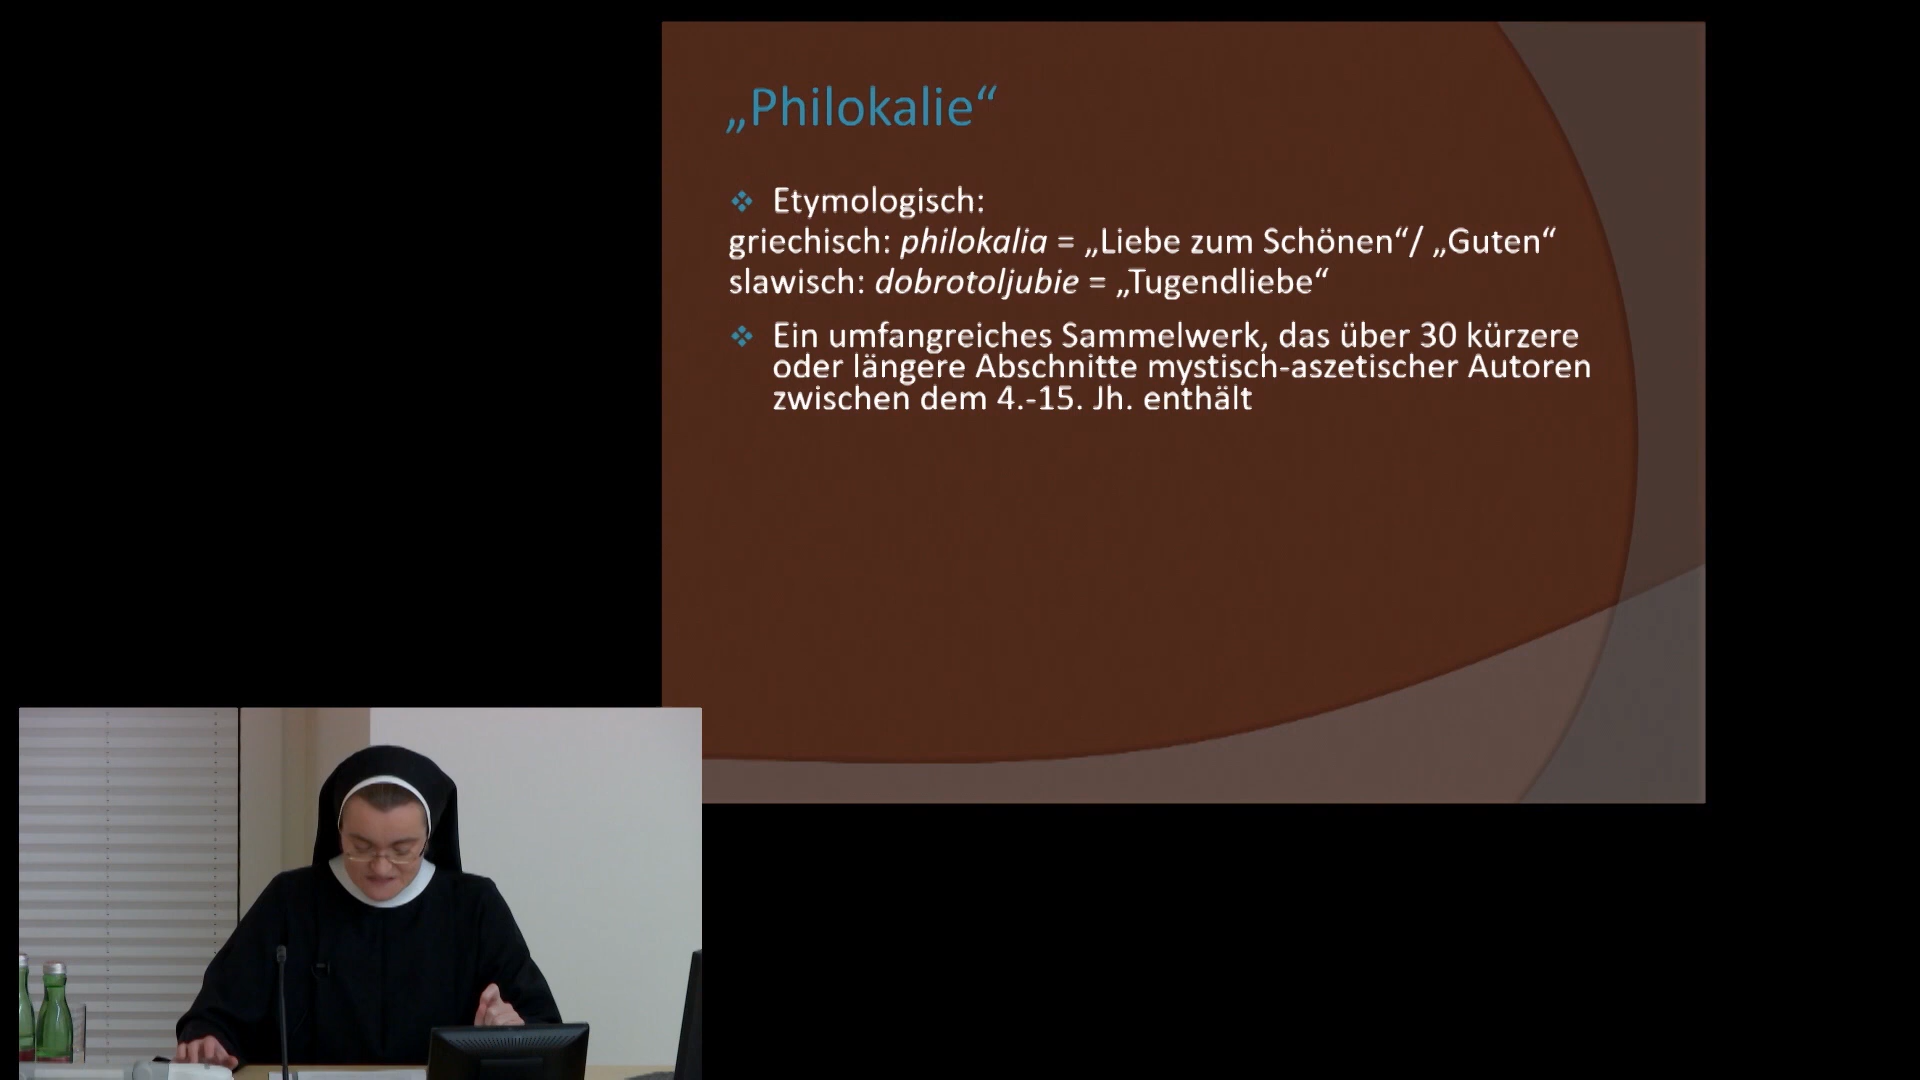 „Philokalie“
Etymologisch:
griechisch: philokalia = „Liebe zum Schönen“/ „Guten“
slawisch: dobrotoljubie = „Tugendliebe“
Ein umfangreiches Sammelwerk, das über 30 kürzere
oder längere Abschnitte mystisch-aszetischer Autoren
zwischen dem 4.-15. Jh. enthält